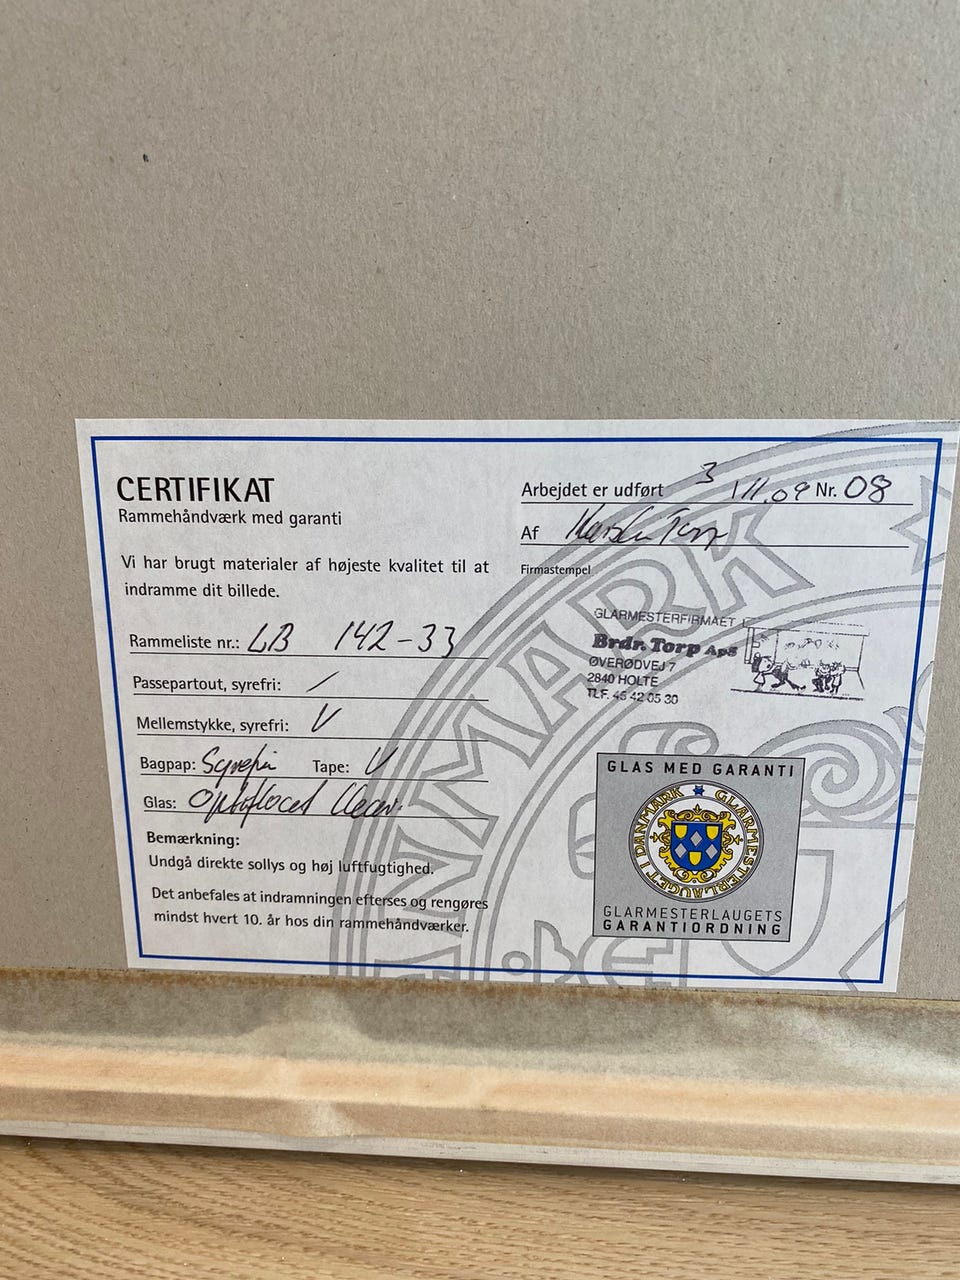 CERTIFIKAT
Rammehåndværk med garanti
Vi har brugt materialer af højeste kvalitet til at
indramme dit billede.
Rammeliste nr.: LB 142-33
Passepartout, syrefri: /
Mellemstykke, syrefri: V
Bagpap: Syrefri Tape: V
Glas: Clear
Bemærkning:
Undgå direkte sollys og høj luftfugtighed.
Det anbefales at indramningen efterses og rengøres
mindst hvert 10. år hos din rammehåndværker.
Arbejdet er udført 3 /11.09 Nr. 08
Af Torp
Firmastempel
GLARMESTERFIRMAET
Brdr. Torp ApS
ØVERØDVEJ 7
2840 HOLTE
TLF. 45 42 05 30
GLAS MED GARANTI
GLARMESTERLAUGET I DANMARK
GLARMESTERLAUGETS
GARANTIORDNING